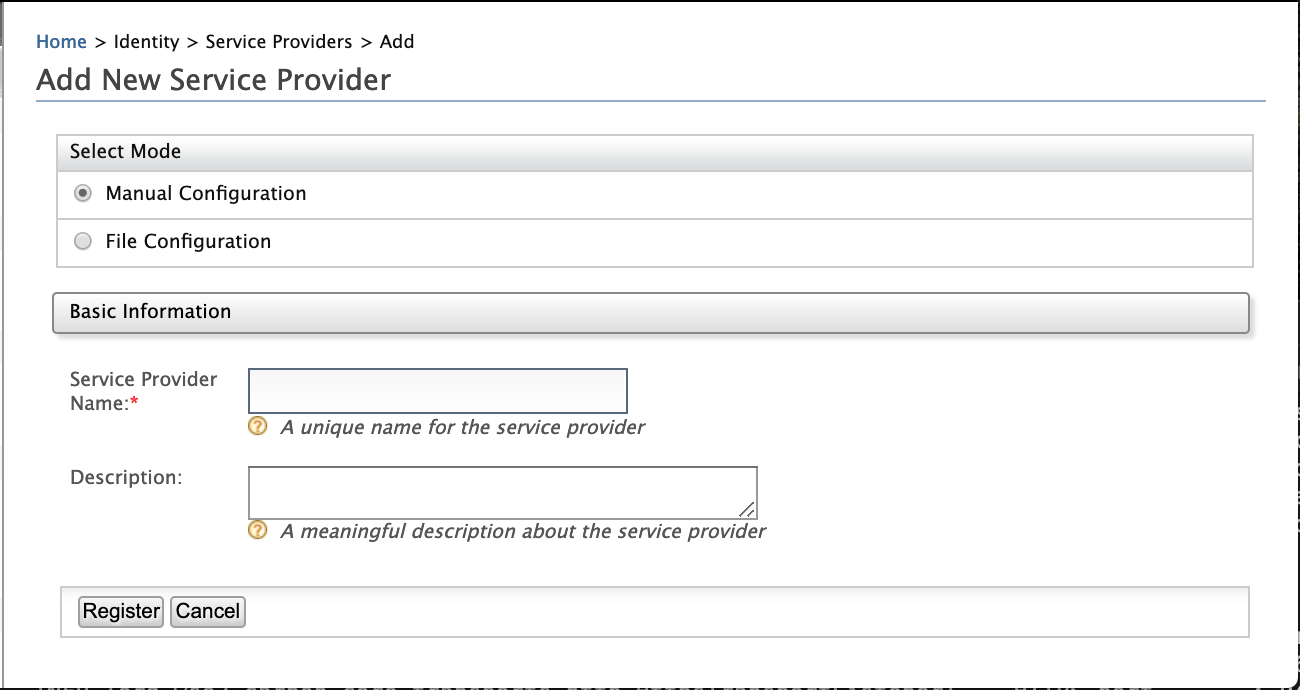 Home > Identity > Service Providers > Add
Add New Service Provider
Select Mode
Manual Configuration
File Configuration
Basic Information
Service Provider
Name:*
? A unique name for the service provider
Description:
? A meaningful description about the service provider
Register Cancel